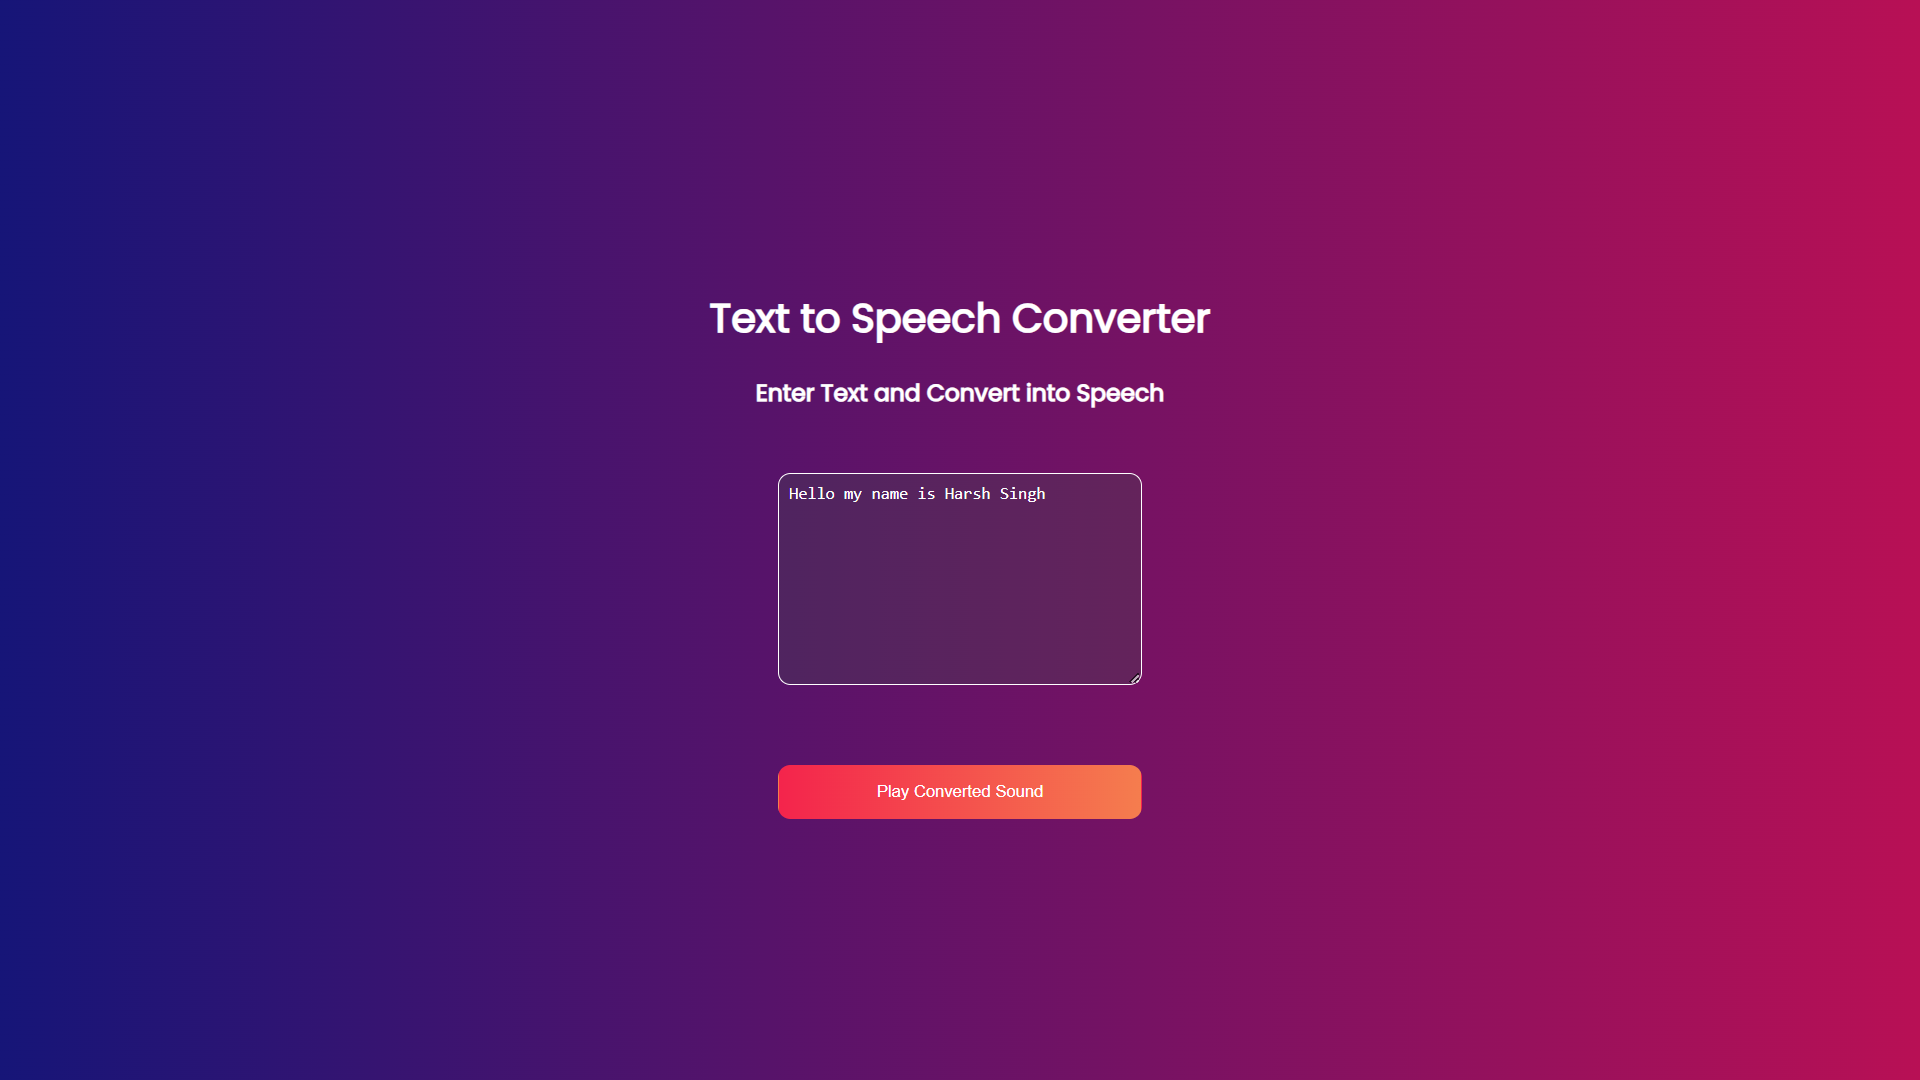 Text to Speech Converter
Enter Text and Convert into Speech
Hello my name is Harsh Singh
Play Converted Sound